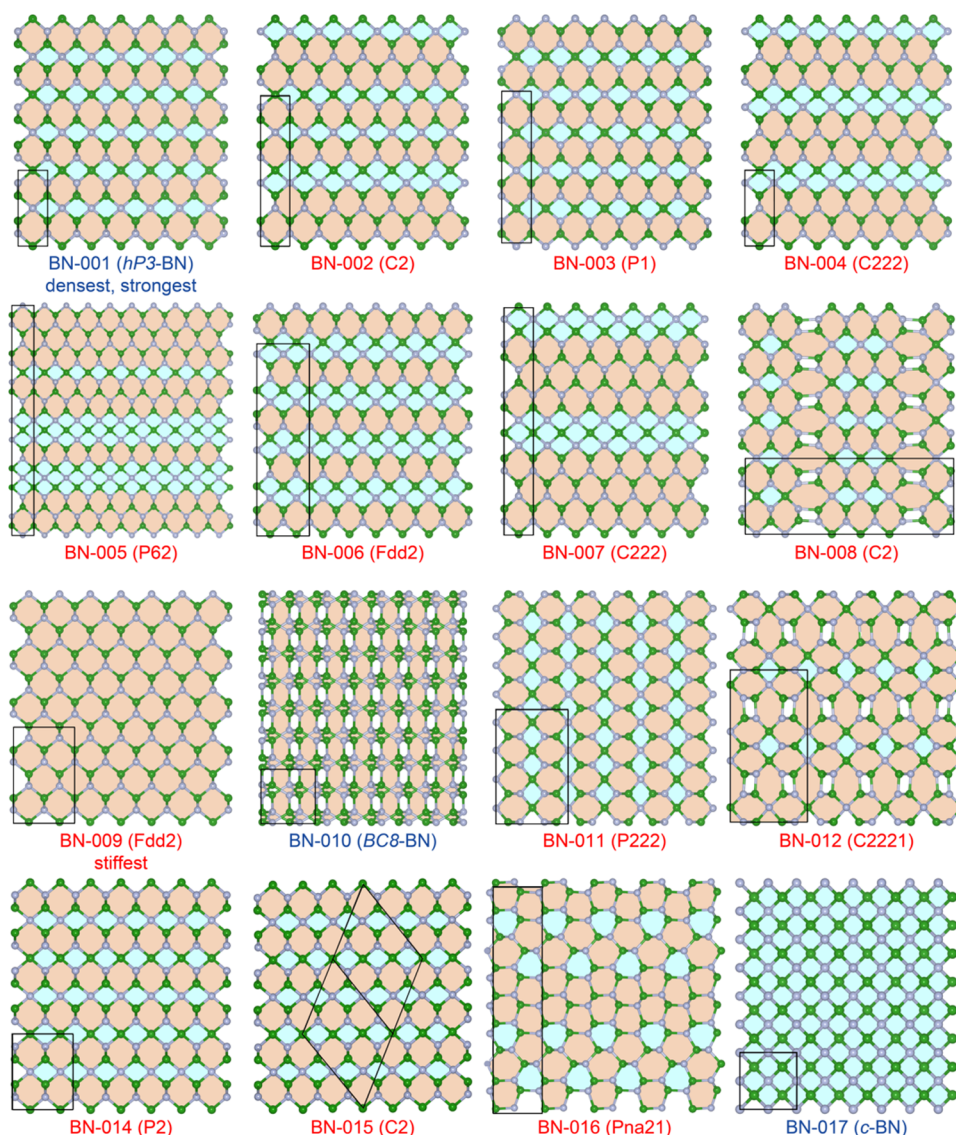 BN-001 (hP3-BN)
densest, strongest
BN-002 (C2)
BN-003 (P1)
BN-004 (C222)
BN-005 (P62)
BN-006 (Fdd2)
BN-007 (C222)
BN-008 (C2)
BN-009 (Fdd2)
stiffest
BN-010 (BC8-BN)
BN-011 (P222)
BN-012 (C2221)
BN-014 (P2)
BN-015 (C2)
BN-016 (Pna21)
BN-017 (c-BN)